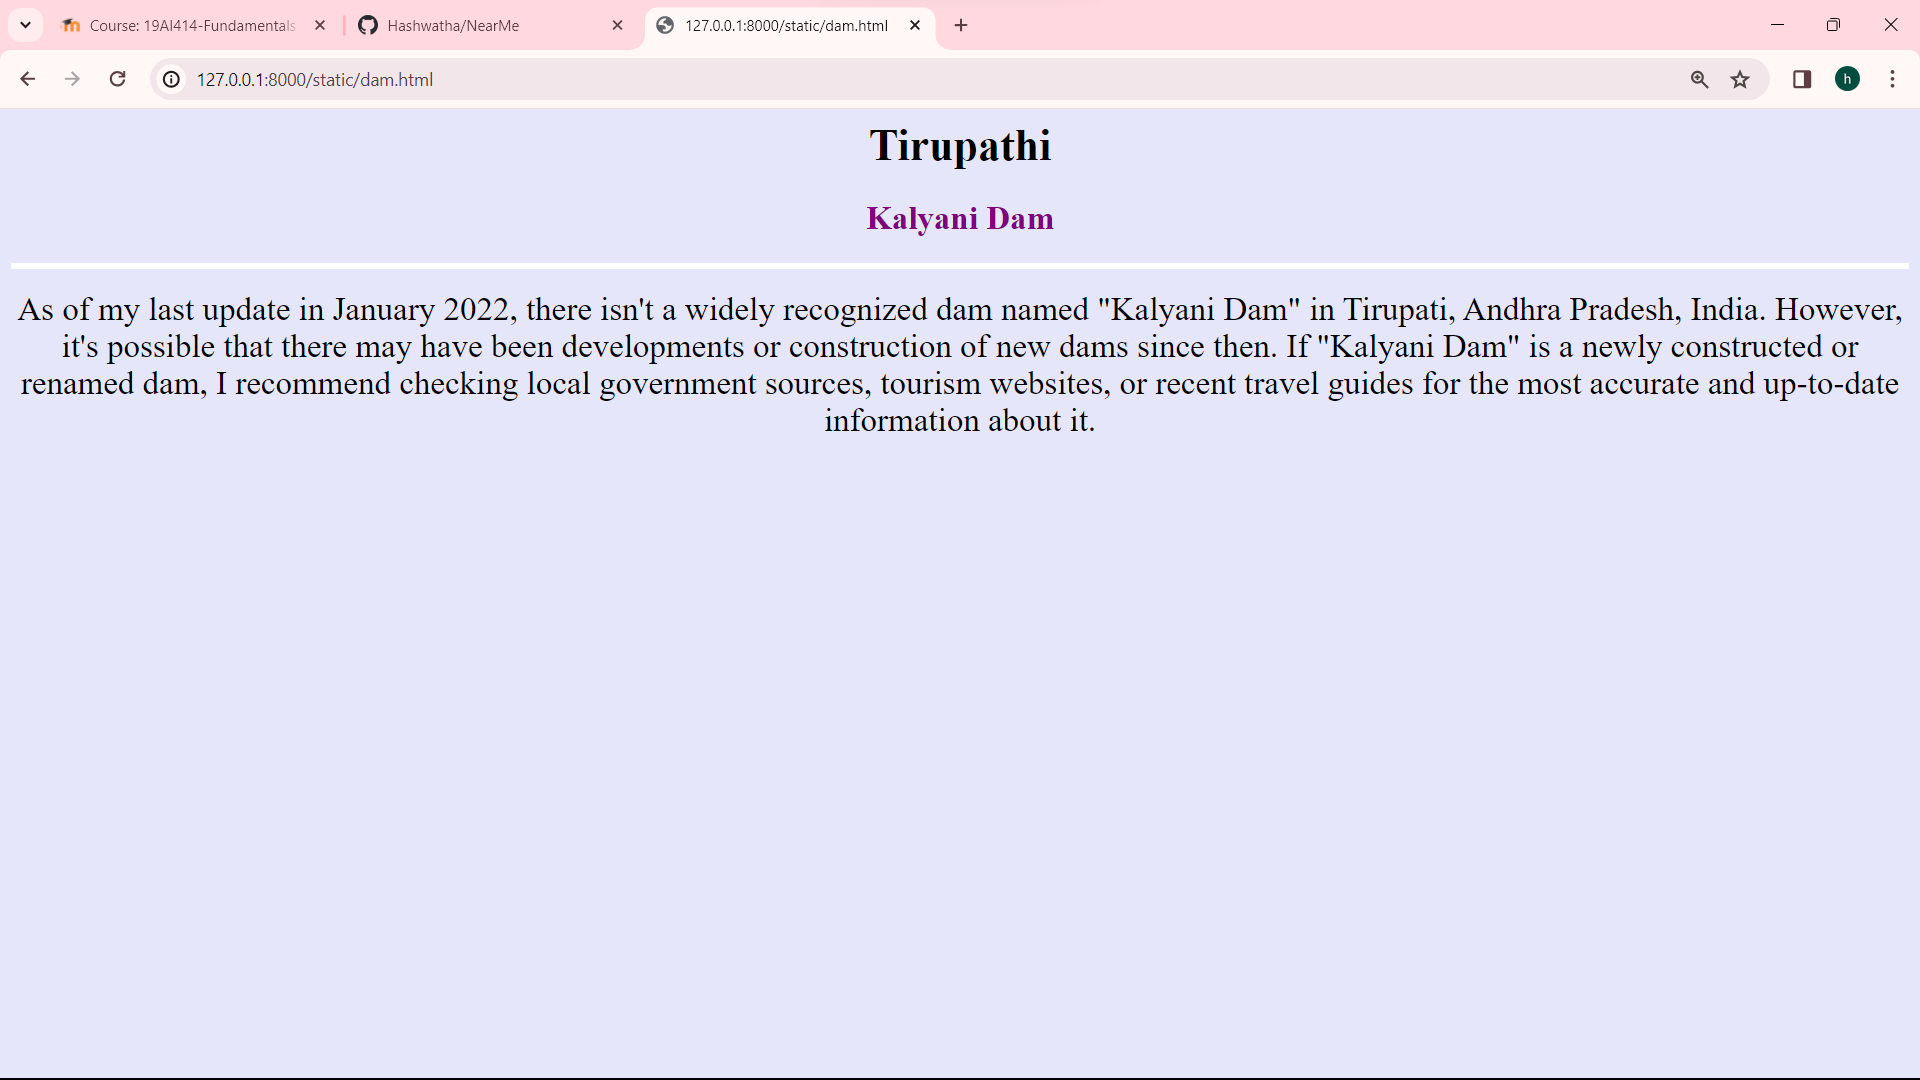 Course: 19AI414-Fundamentals
Hashwatha/NearMe
127.0.0.1:8000/static/dam.html
127.0.0.1:8000/static/dam.html
h
Tirupathi
Kalyani Dam
As of my last update in January 2022, there isn't a widely recognized dam named "Kalyani Dam" in Tirupati, Andhra Pradesh, India. However,
it's possible that there may have been developments or construction of new dams since then. If "Kalyani Dam" is a newly constructed or
renamed dam, I recommend checking local government sources, tourism websites, or recent travel guides for the most accurate and up-to-date
information about it.